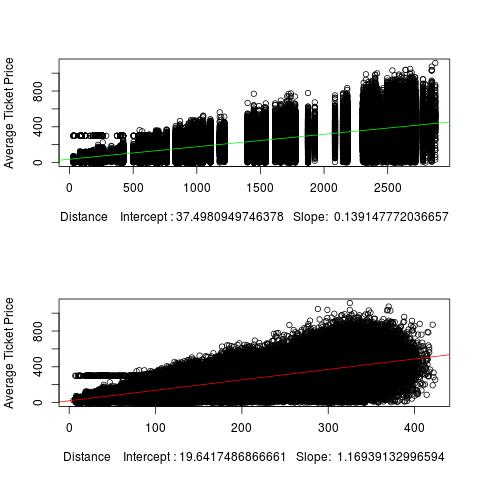 Average Ticket Price
0 400 800
0 500 1000 1500 2000 2500
Distance Intercept : 37.4980949746378 Slope: 0.139147772036657
Average Ticket Price
0 400 800
0 100 200 300 400
Distance Intercept : 19.6417486866661 Slope: 1.16939132996594